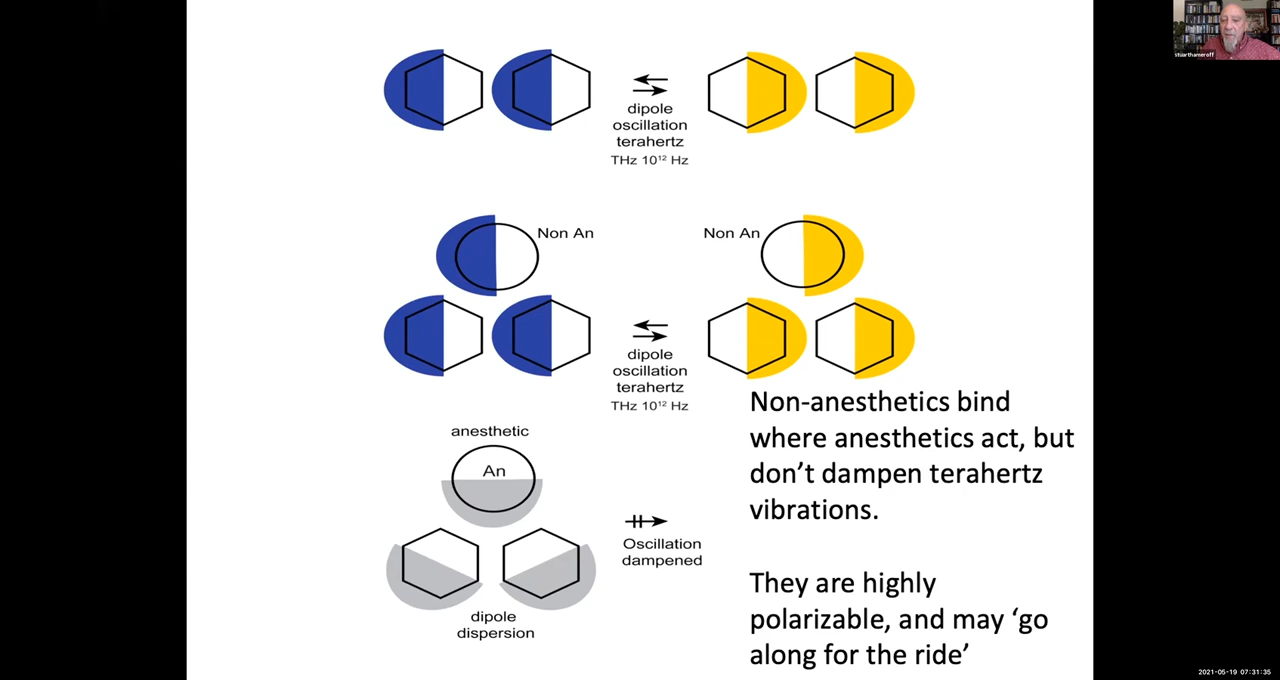 stuarthameroff
dipole
oscillation
terahertz
THz 10¹² Hz
Non An
Non An
dipole
oscillation
terahertz
THz 10¹² Hz
anesthetic
An
Oscillation
dampened
dipole
dispersion
Non-anesthetics bind
where anesthetics act, but
don’t dampen terahertz
vibrations.
They are highly
polarizable, and may ‘go
along for the ride’
2021-05-19 07:31:35